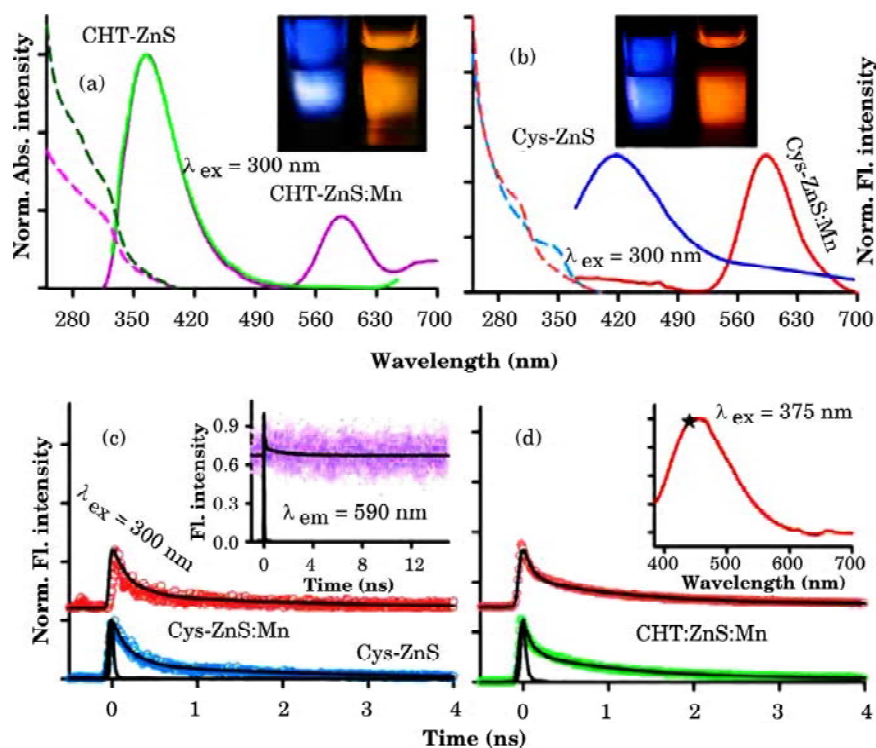 CHT-ZnS
(a)
λ ex = 300 nm
CHT-ZnS:Mn
Norm. Abs. intensity
280 350 420 490 560 630 700
(b)
Cys-ZnS
Cys-ZnS:Mn
λ ex = 300 nm
Norm. Fl. intensity
280 350 420 490 560 630 700
Wavelength (nm)
(c)
λ ex = 300 nm
Norm. Fl. intensity
Fl. intensity
0.9
0.6
0.3
0.0
λ em = 590 nm
0 4 8 12
Time (ns)
Cys-ZnS:Mn
Cys-ZnS
0 1 2 3 4
(d)
λ ex = 375 nm
400 500 600 700
Wavelength (nm)
CHT:ZnS:Mn
0 1 2 3 4
Time (ns)